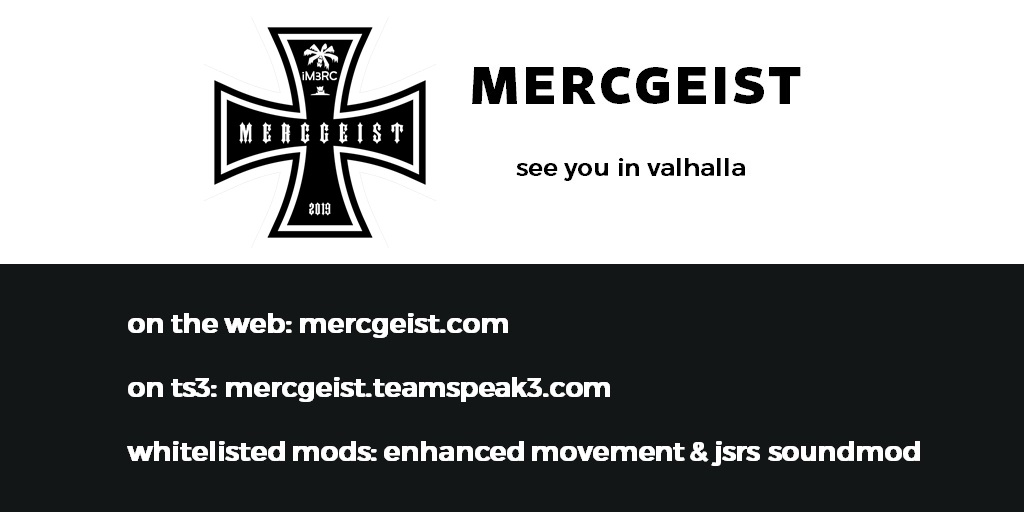 iM3RC
MERCGEIST
2019
MERCGEIST
see you in valhalla
on the web: mercgeist.com
on ts3: mercgeist.teamspeak3.com
whitelisted mods: enhanced movement & jsrs soundmod